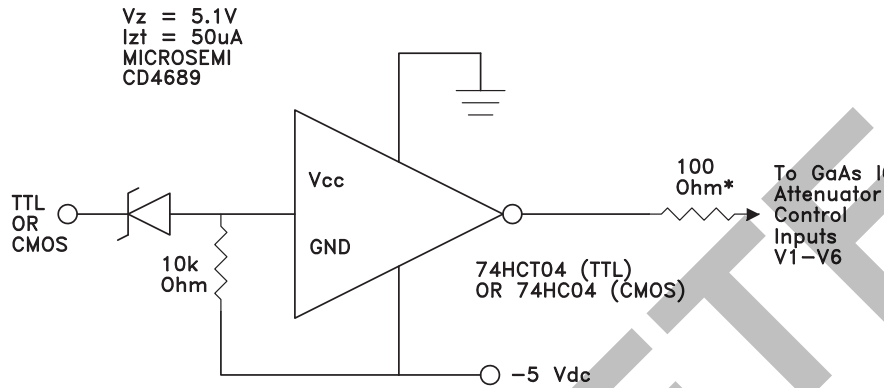 Vz = 5.1V
Izt = 50uA
MICROSEMI
CD4689
TTL
OR
CMOS
Vcc
GND
10k
Ohm
74HCT04 (TTL)
OR 74HC04 (CMOS)
-5 Vdc
100
Ohm*
To GaAs
Attenuator
Control
Inputs
V1-V6